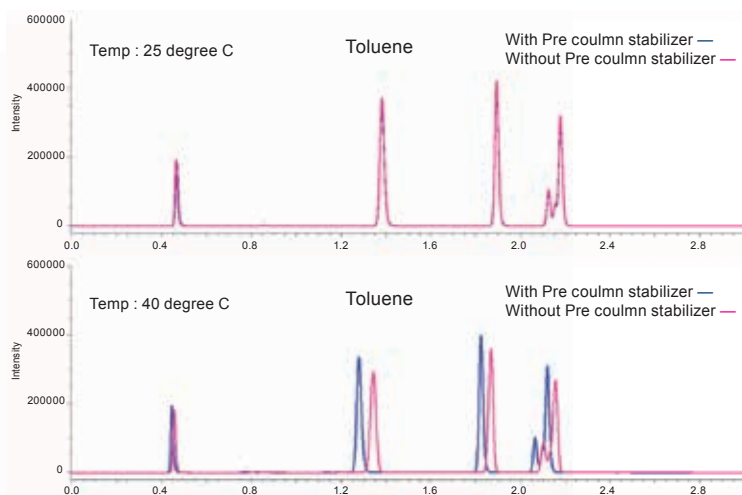 600000
Temp : 25 degree C
Toluene
With Pre coulmn stabilizer
Without Pre coulmn stabilizer
400000
Intensity
200000
0
0.0 0.4 0.8 1.2 1.6 2.0 2.4 2.8
600000
Temp : 40 degree C
Toluene
With Pre coulmn stabilizer
Without Pre coulmn stabilizer
400000
Intensity
200000
0
0.0 0.4 0.8 1.2 1.6 2.0 2.4 2.8